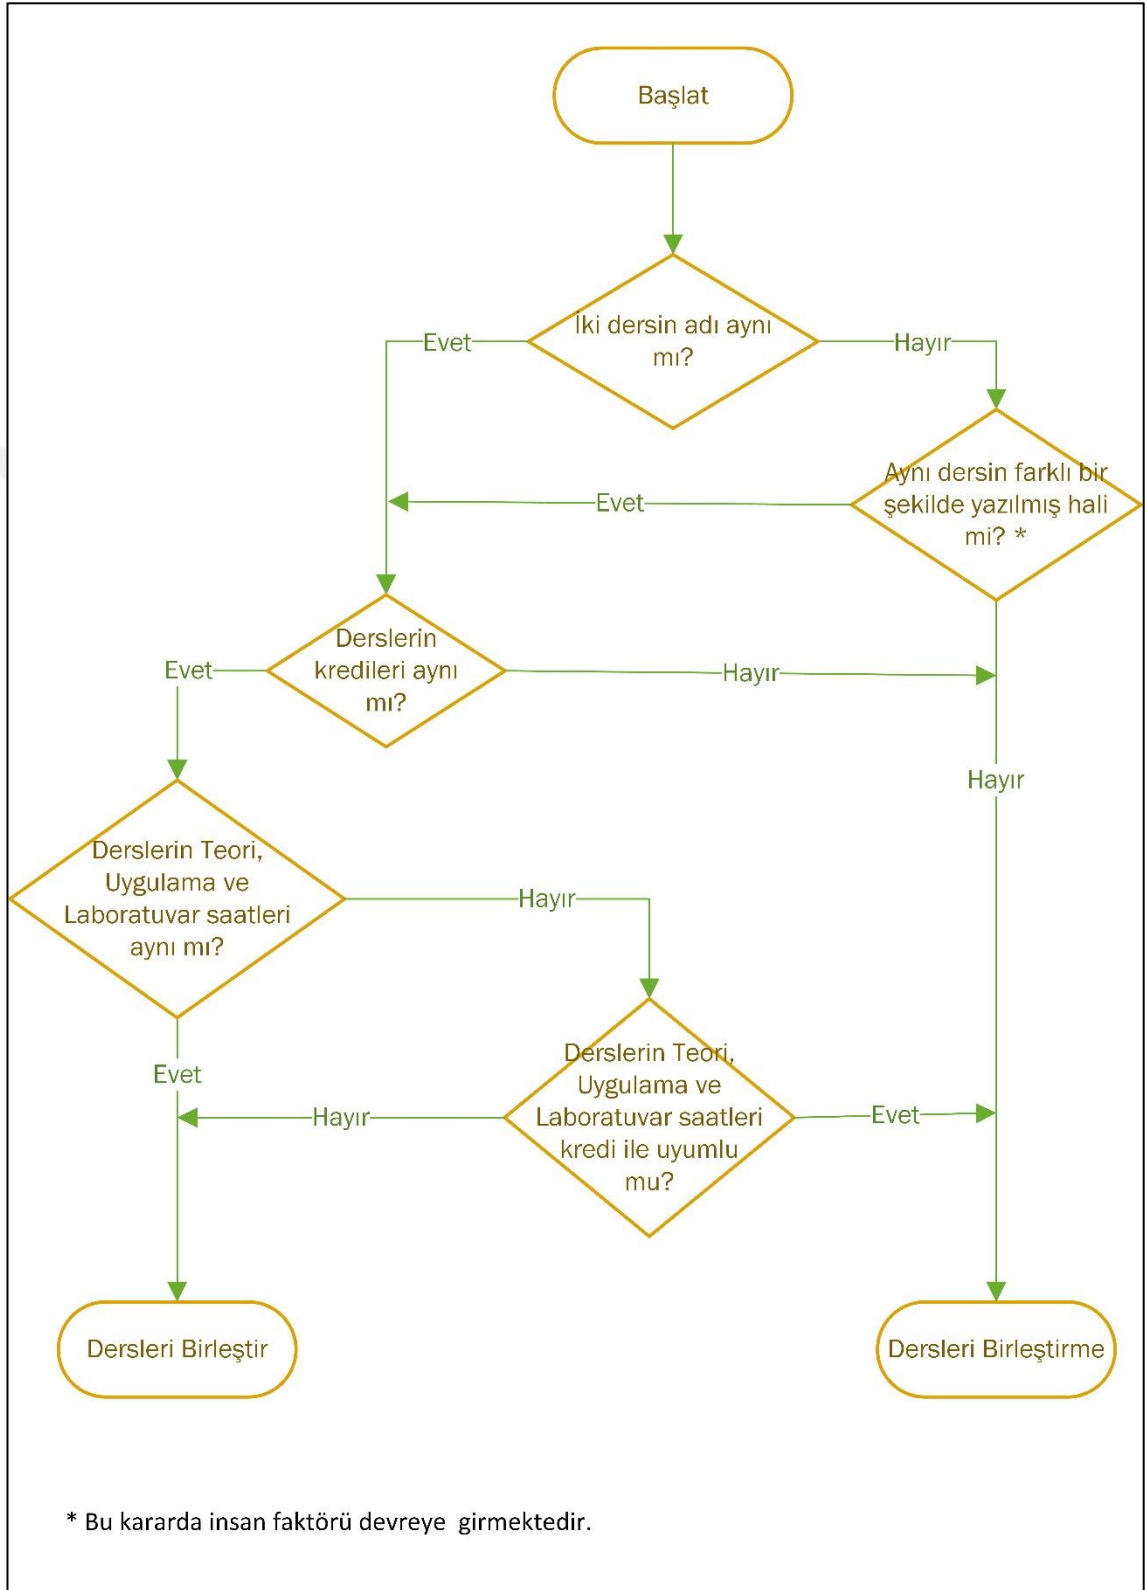 Başlat
İki dersin adı aynı
mı?
Evet
Hayır
Aynı dersin farklı bir
şekilde yazılmış hali
mi? *
Evet
Derslerin
kredileri aynı
mı?
Evet
Hayır
Hayır
Derslerin Teori,
Uygulama ve
Laboratuvar saatleri
aynı mı?
Hayır
Evet
Derslerin Teori,
Uygulama ve
Laboratuvar saatleri
kredi ile uyumlu
mu?
Hayır
Evet
Dersleri Birleştir
Dersleri Birleştirme
* Bu kararda insan faktörü devreye girmektedir.